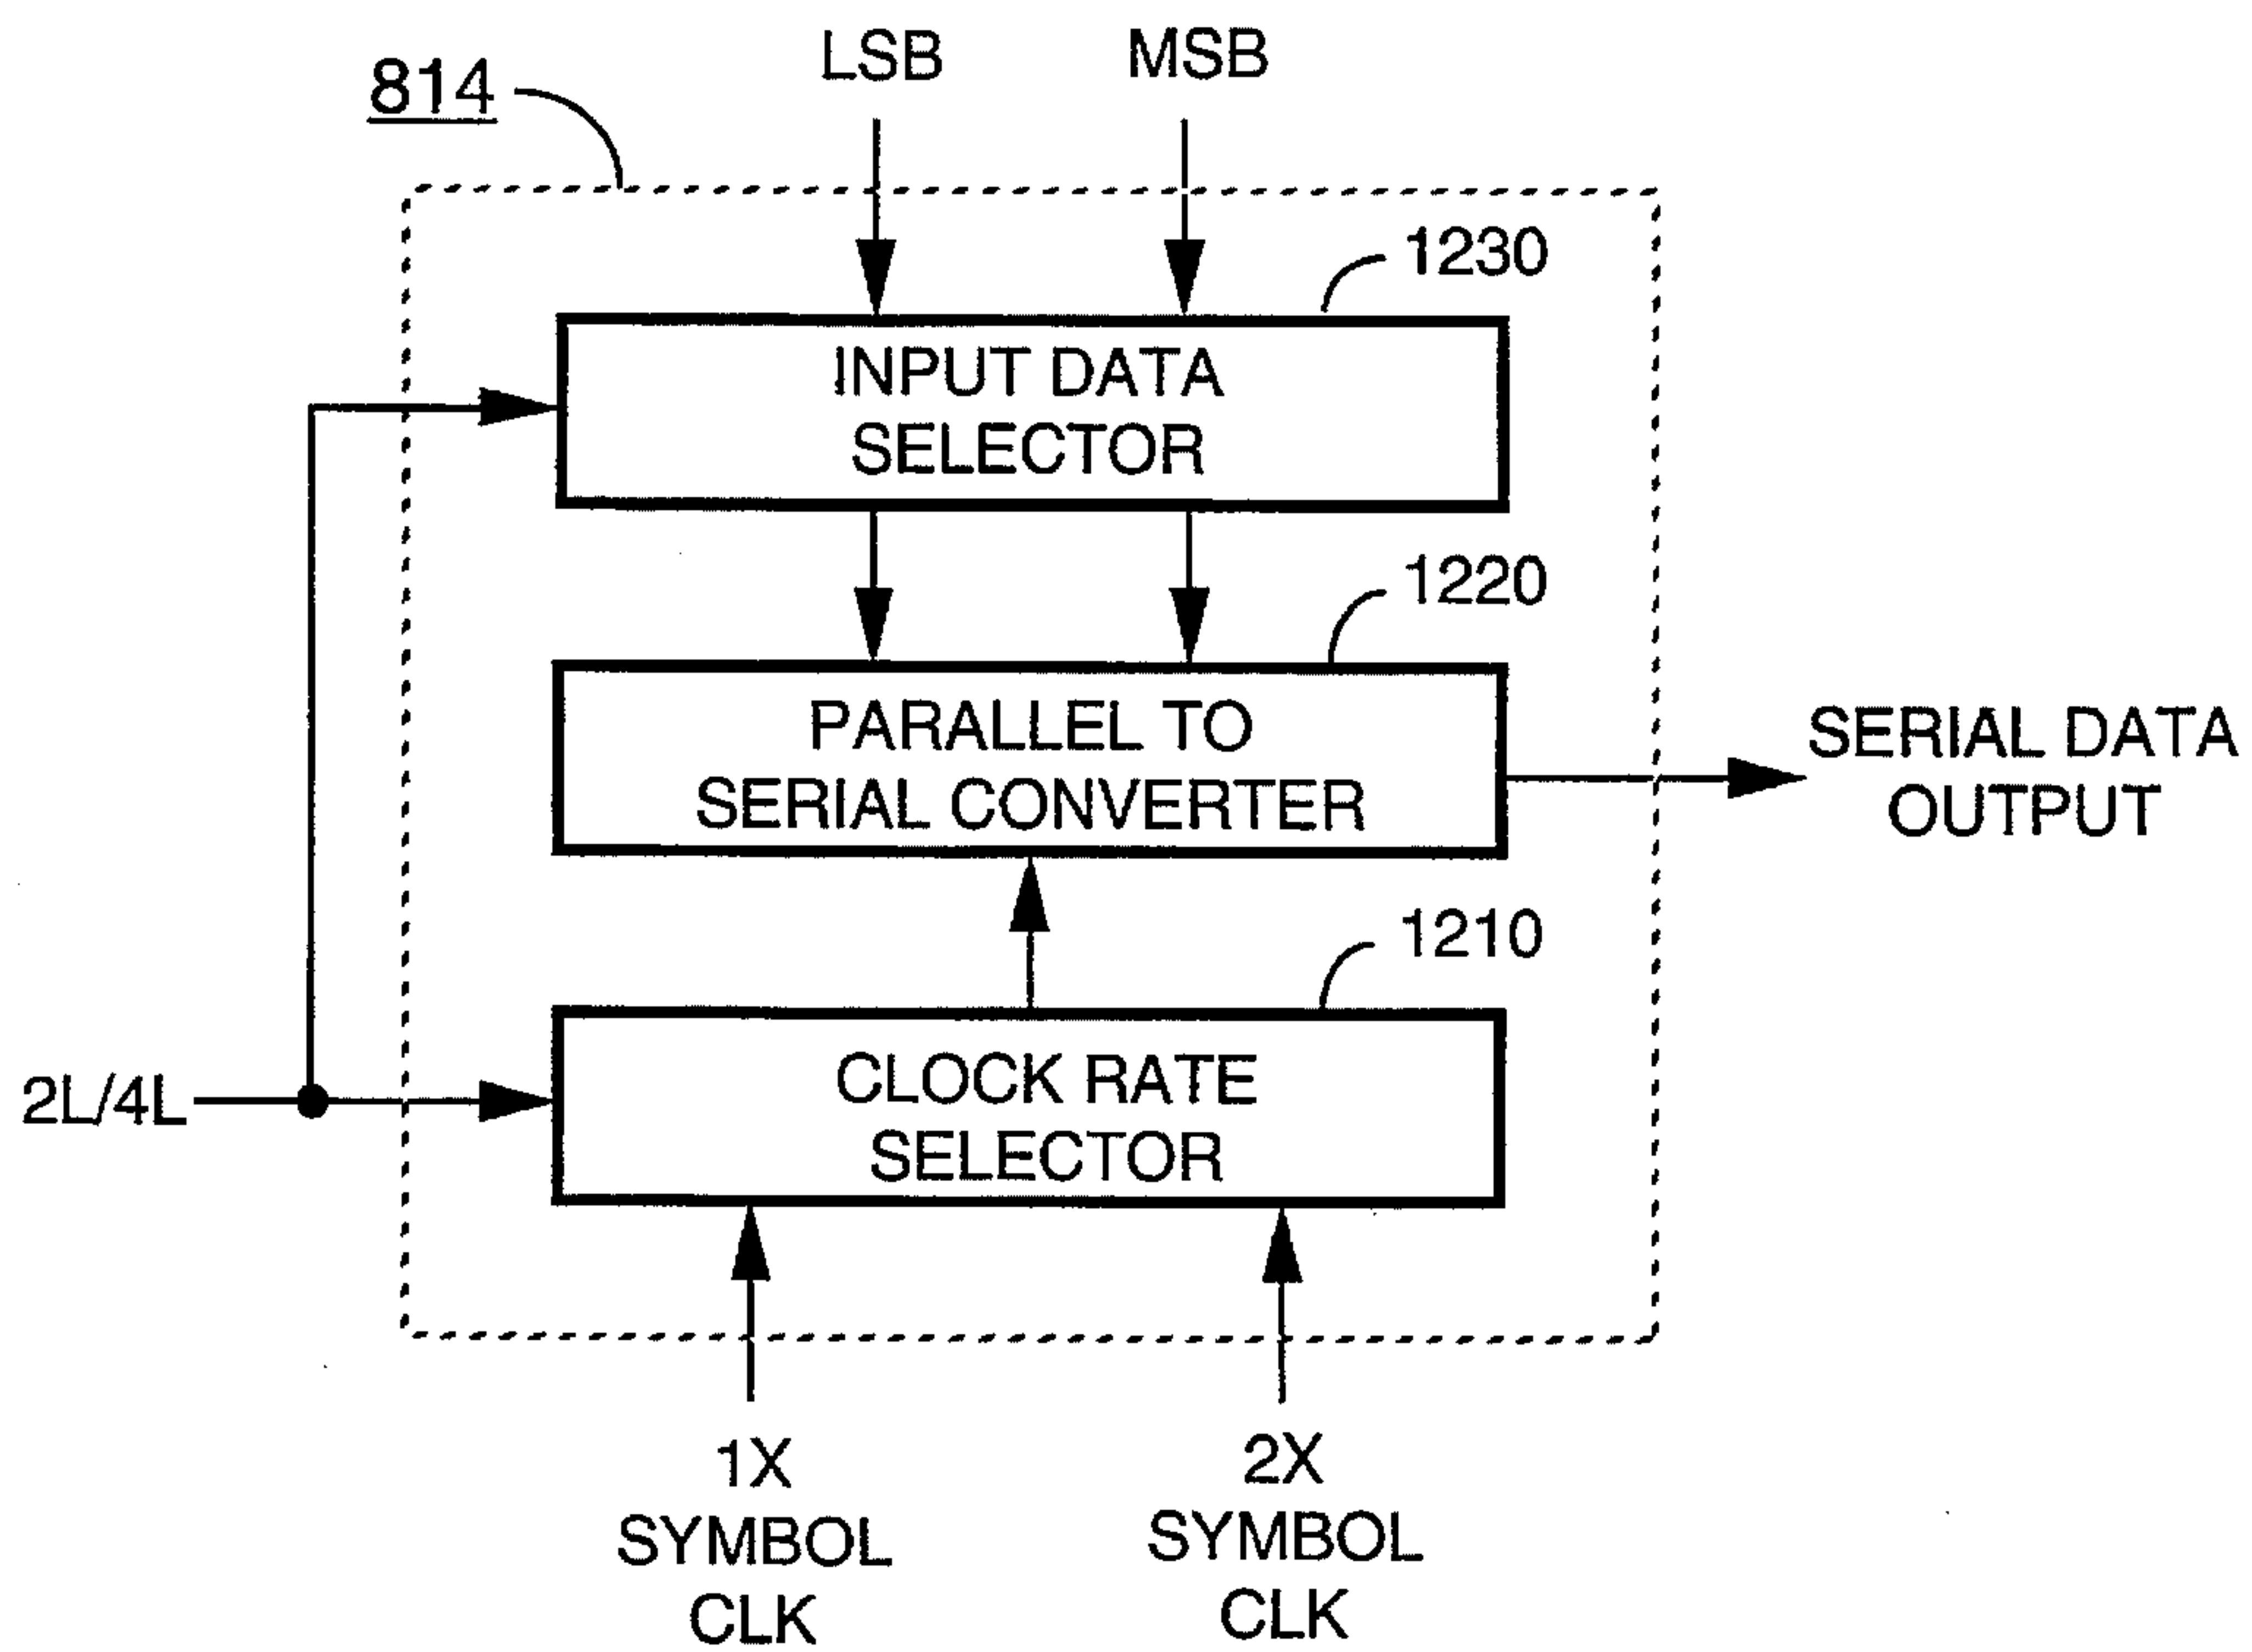 814
LSB
MSB
1230
INPUT DATA
SELECTOR
1220
PARALLEL TO
SERIAL CONVERTER
SERIAL DATA
OUTPUT
1210
2L/4L
CLOCK RATE
SELECTOR
1X
SYMBOL
CLK
2X
SYMBOL
CLK